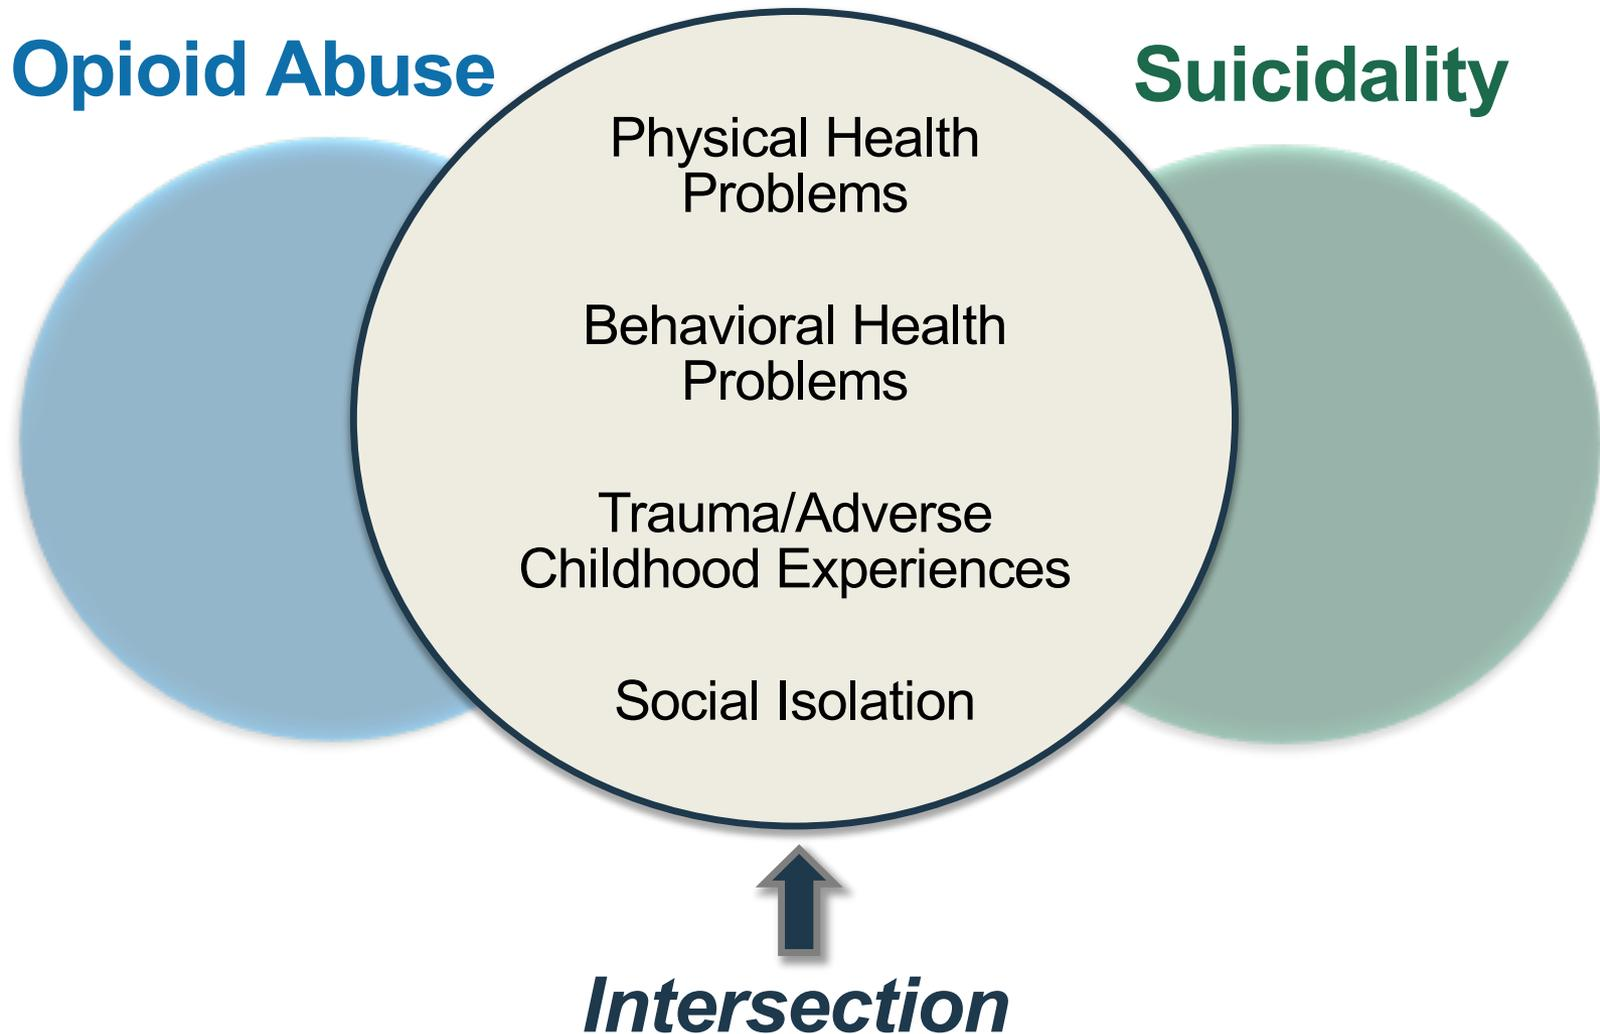 Opioid Abuse
Suicidality
Physical Health
Problems
Behavioral Health
Problems
Trauma/Adverse
Childhood Experiences
Social Isolation
Intersection